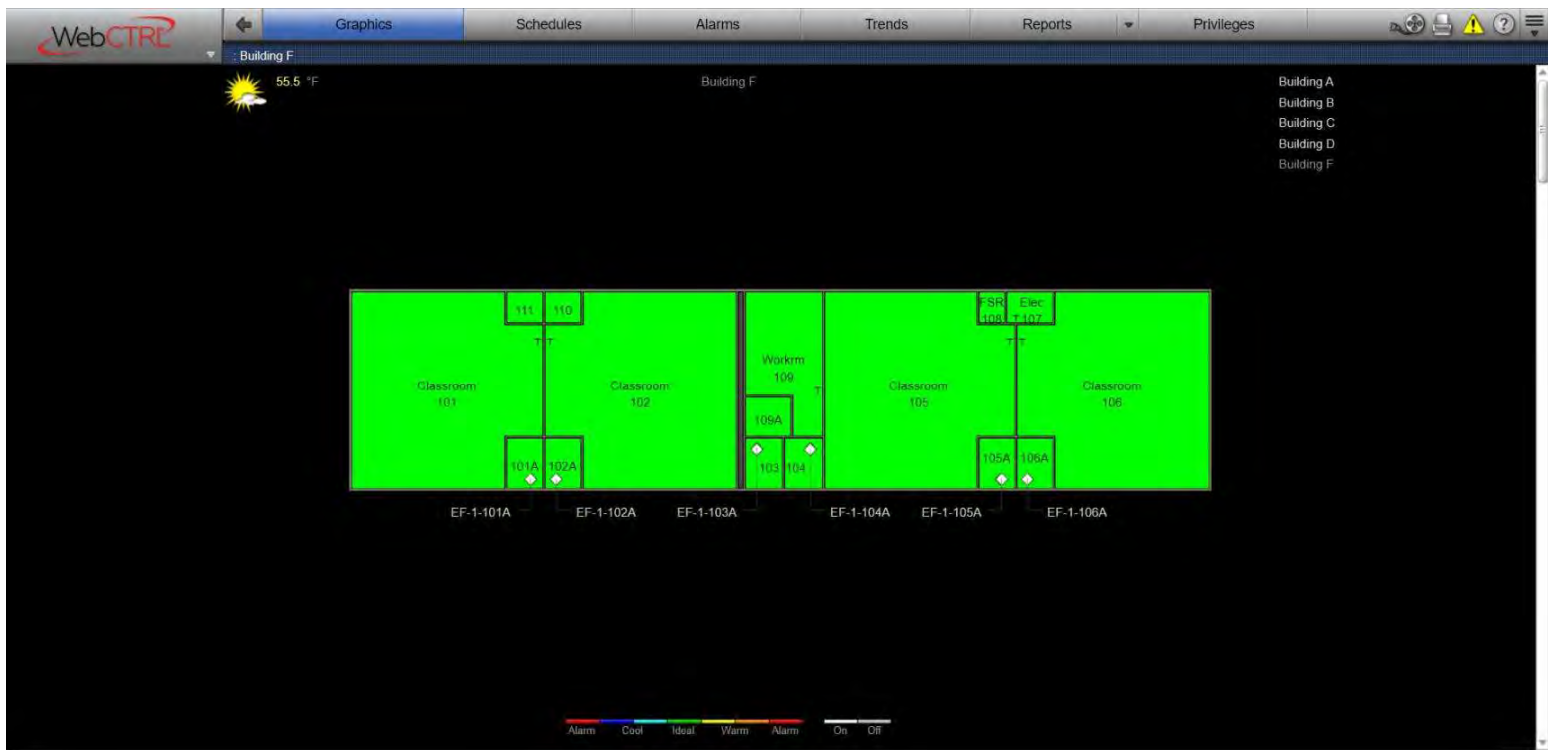 WebCTRL
Graphics Schedules Alarms Trends Reports Privileges
: Building F
55.5 °F
Building F
Building A
Building B
Building C
Building D
Building F
111 110
FSR Elec
108 T 107
T T
T T
Workrm
109
T
Classroom
101
Classroom
102
Classroom
105
Classroom
106
109A
101A 102A
103 104
105A 106A
EF-1-101A EF-1-102A EF-1-103A EF-1-104A EF-1-105A EF-1-106A
Alarm Cool Ideal Warm Alarm On Off